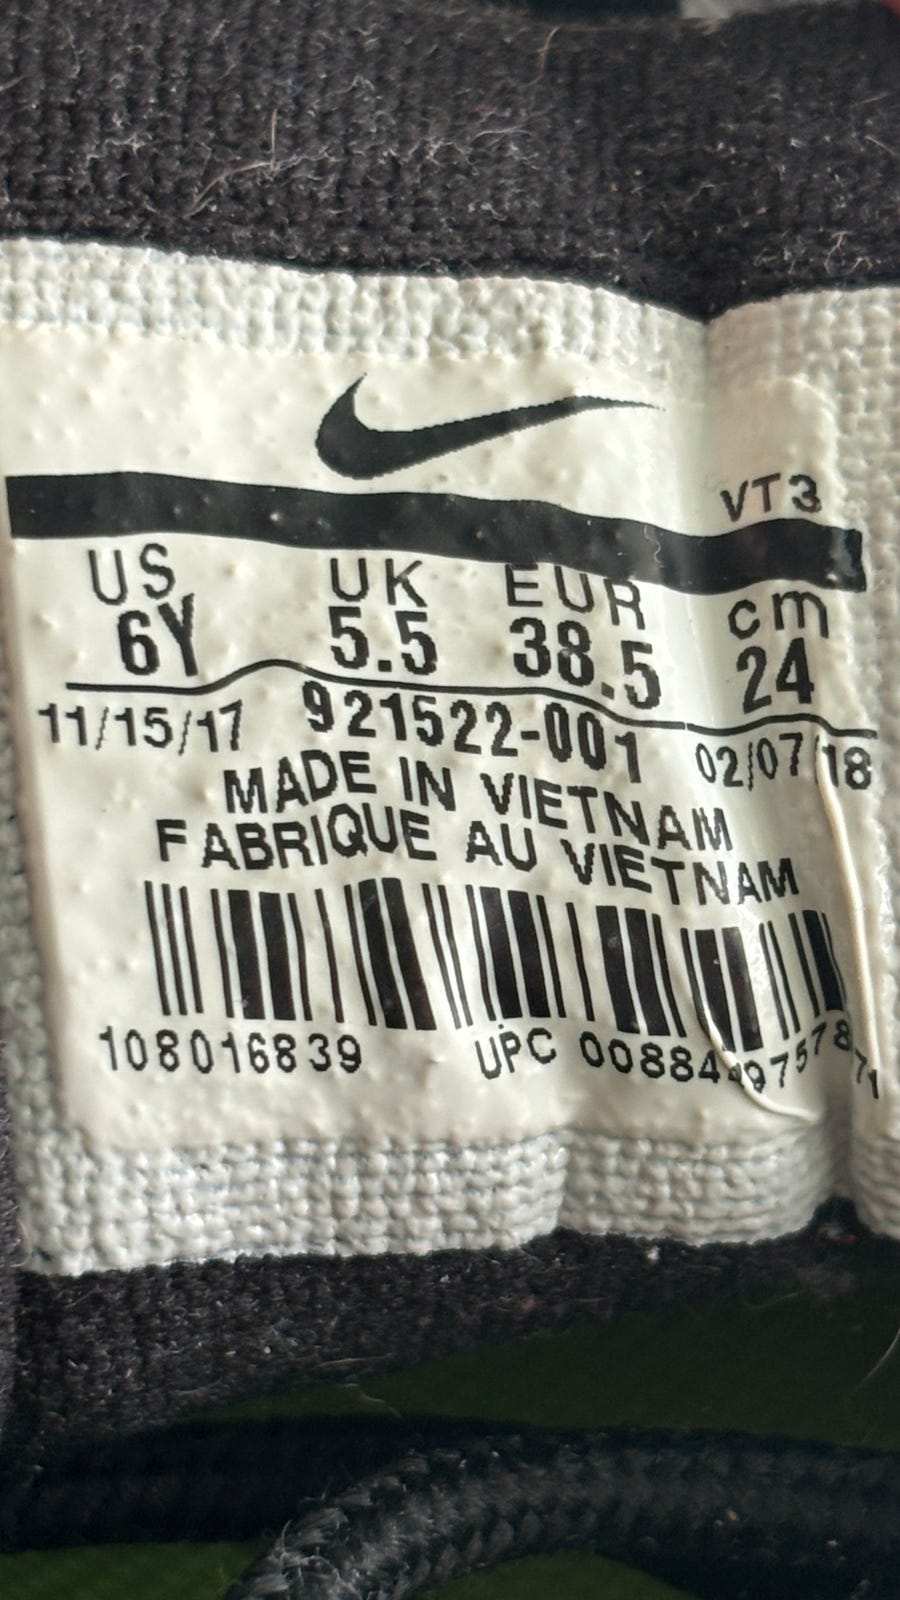 VT3
US UK EUR cm
6Y 5.5 38.5 24
11/15/17 921522-001 02/07/18
MADE IN VIETNAM
FABRIQUE AU VIETNAM
108016839 UPC